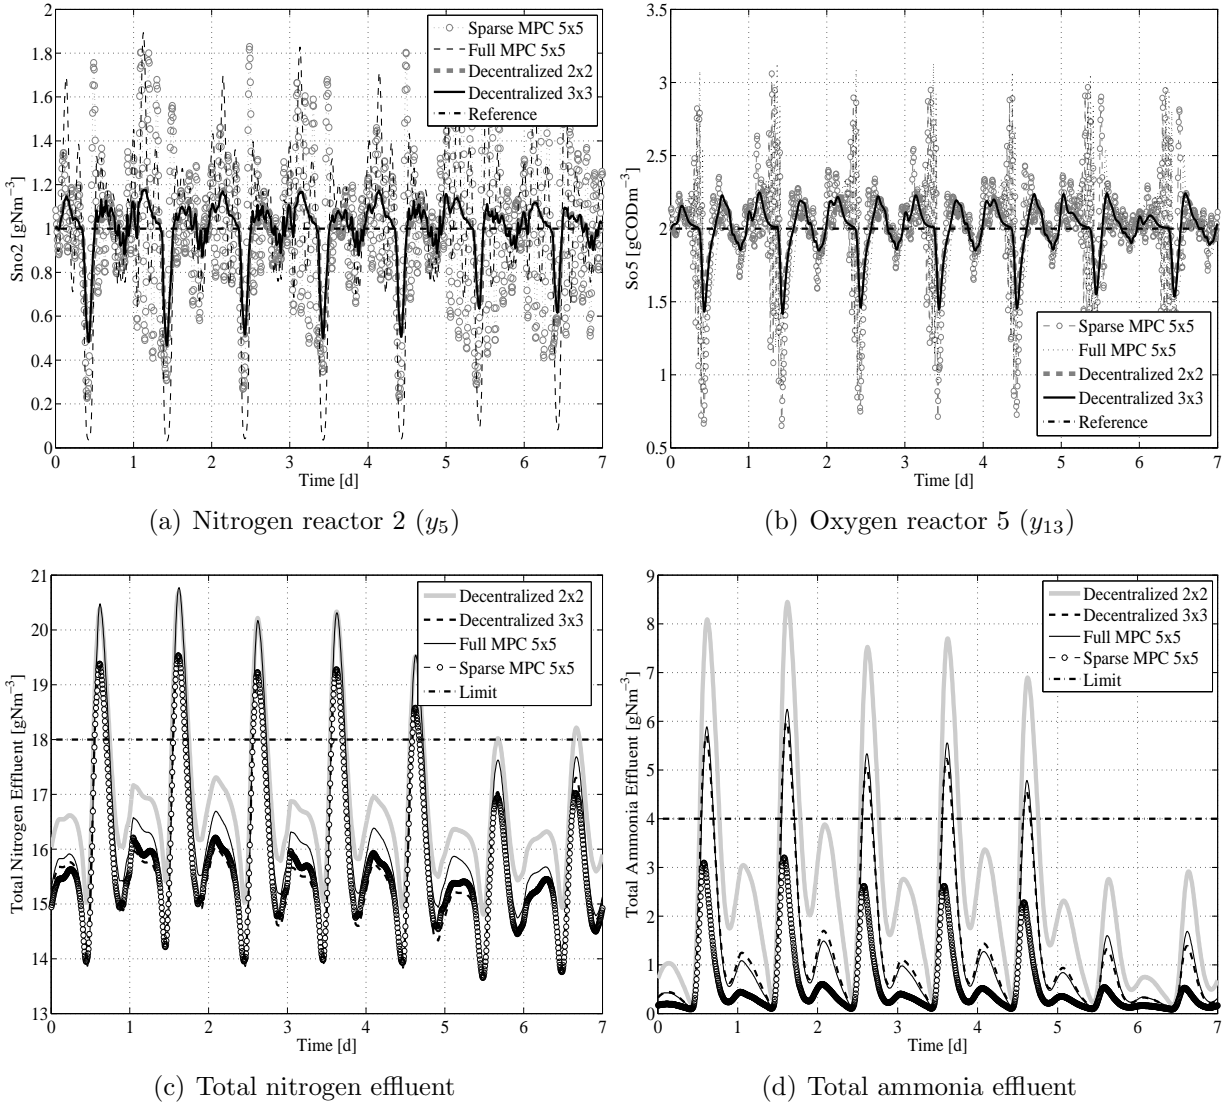 2
1.8
1.6
1.4
1.2
1
0.8
0.6
0.4
0.2
0
0 1 2 3 4 5 6 7
Sno2 [gNm−3]
Time [d]
Sparse MPC 5x5
Full MPC 5x5
Decentralized 2x2
Decentralized 3x3
Reference
(a) Nitrogen reactor 2 (y5)
3.5
3
2.5
2
1.5
1
0.5
0 1 2 3 4 5 6 7
So5 [gCODm−3]
Time [d]
Sparse MPC 5x5
Full MPC 5x5
Decentralized 2x2
Decentralized 3x3
Reference
(b) Oxygen reactor 5 (y13)
21
20
19
18
17
16
15
14
13
0 1 2 3 4 5 6 7
Total Nitrogen Effluent [gNm−3]
Time [d]
Decentralized 2x2
Decentralized 3x3
Full MPC 5x5
Sparse MPC 5x5
Limit
(c) Total nitrogen effluent
9
8
7
6
5
4
3
2
1
0
0 1 2 3 4 5 6 7
Total Ammonia Effluent [gNm−3]
Time [d]
Decentralized 2x2
Decentralized 3x3
Full MPC 5x5
Sparse MPC 5x5
Limit
(d) Total ammonia effluent